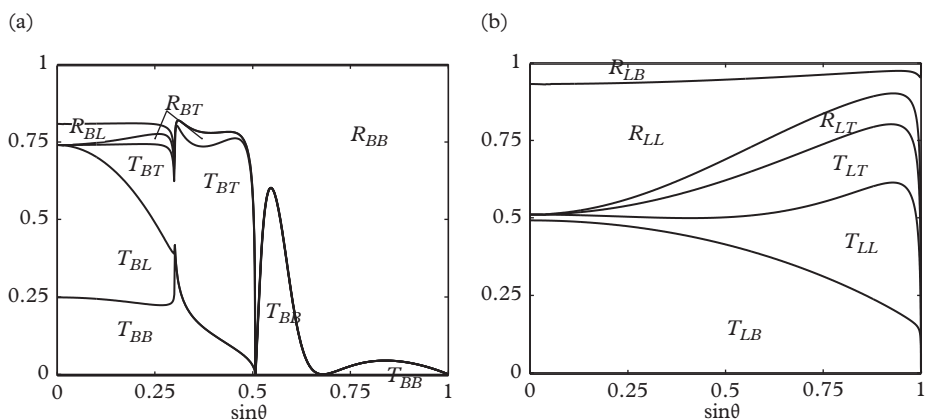 (a)
1
0.75
0.5
0.25
0
0
0.25
0.5
0.75
1
sinθ
R_BL
R_BT
T_BT
T_BT
R_BB
T_BL
T_BB
T_BB
T_BB
(b)
1
0.75
0.5
0.25
0
0
0.25
0.5
0.75
1
sinθ
R_LB
R_LL
R_LT
T_LT
T_LL
T_LB